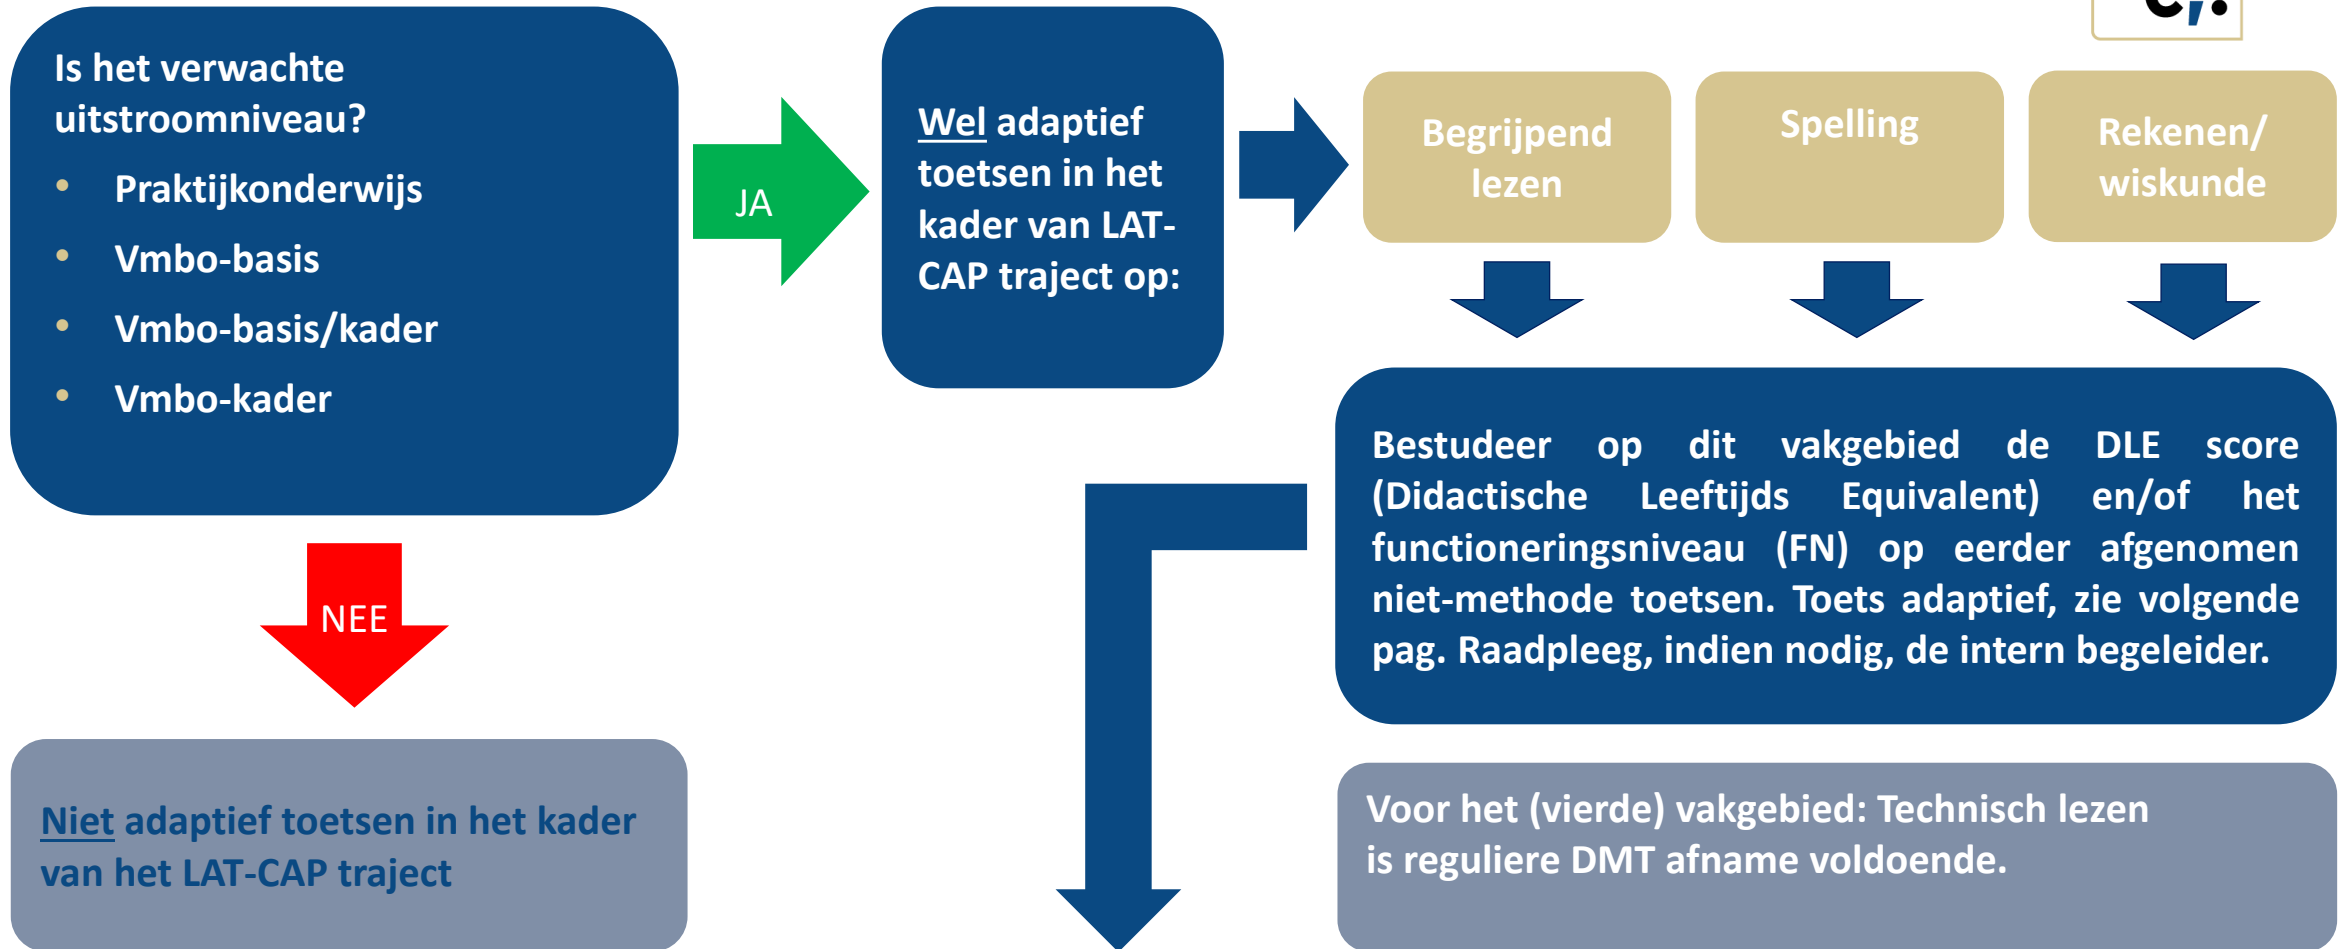 Is het verwachte
uitstroomniveau?
• Praktijkonderwijs
• Vmbo-basis
• Vmbo-basis/kader
• Vmbo-kader
JA
Wel adaptief
toetsen in het
kader van LAT-
CAP traject op:
Begrijpend
lezen
Spelling
Rekenen/
wiskunde
Bestudeer op dit vakgebied de DLE score
(Didactische Leeftijds Equivalent) en/of het
functioneringsniveau (FN) op eerder afgenomen
niet-methode toetsen. Toets adaptief, zie volgende
pag. Raadpleeg, indien nodig, de intern begeleider.
NEE
Niet adaptief toetsen in het kader
van het LAT-CAP traject
Voor het (vierde) vakgebied: Technisch lezen
is reguliere DMT afname voldoende.